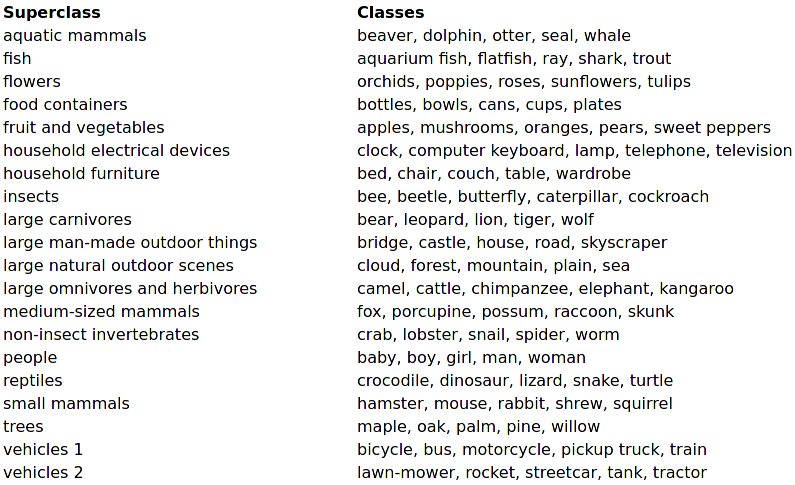 Superclass Classes
aquatic mammals beaver, dolphin, otter, seal, whale
fish aquarium fish, flatfish, ray, shark, trout
flowers orchids, poppies, roses, sunflowers, tulips
food containers bottles, bowls, cans, cups, plates
fruit and vegetables apples, mushrooms, oranges, pears, sweet peppers
household electrical devices clock, computer keyboard, lamp, telephone, television
household furniture bed, chair, couch, table, wardrobe
insects bee, beetle, butterfly, caterpillar, cockroach
large carnivores bear, leopard, lion, tiger, wolf
large man-made outdoor things bridge, castle, house, road, skyscraper
large natural outdoor scenes cloud, forest, mountain, plain, sea
large omnivores and herbivores camel, cattle, chimpanzee, elephant, kangaroo
medium-sized mammals fox, porcupine, possum, raccoon, skunk
non-insect invertebrates crab, lobster, snail, spider, worm
people baby, boy, girl, man, woman
reptiles crocodile, dinosaur, lizard, snake, turtle
small mammals hamster, mouse, rabbit, shrew, squirrel
trees maple, oak, palm, pine, willow
vehicles 1 bicycle, bus, motorcycle, pickup truck, train
vehicles 2 lawn-mower, rocket, streetcar, tank, tractor